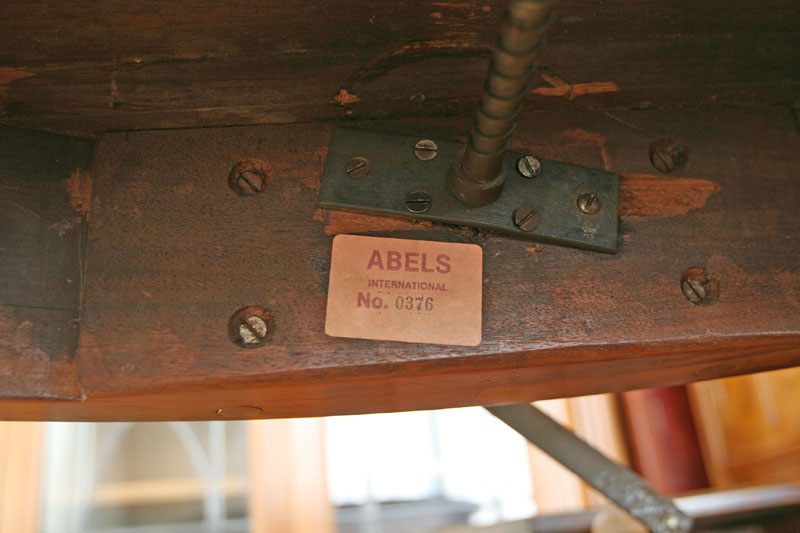 ABELS
INTERNATIONAL
No. 0376